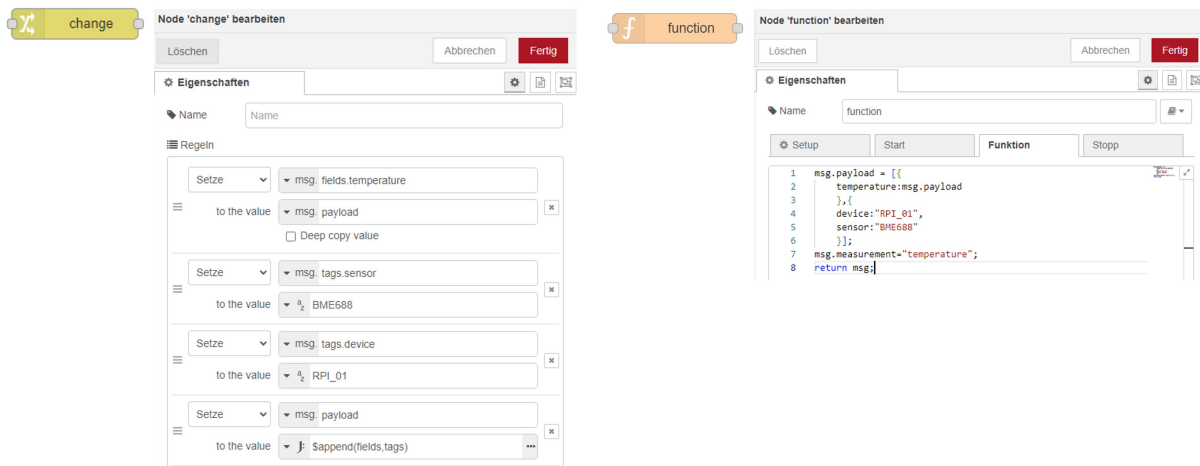 change
Node 'change' bearbeiten
Löschen
Abbrechen
Fertig
Eigenschaften
Name
Name
Regeln
Setze
msg. fields.temperature
to the value
msg. payload
Deep copy value
Setze
msg. tags.sensor
to the value
a z BME688
Setze
msg. tags.device
to the value
a z RPI_01
Setze
msg. payload
to the value
J: $append(fields,tags)
function
Node 'function' bearbeiten
Löschen
Abbrechen
Fertig
Eigenschaften
Name
function
Setup
Start
Funktion
Stopp
1 msg.payload = [{
2 temperature:msg.payload
3 },{
4 device:"RPI_01",
5 sensor:"BME688"
6 }];
7 msg.measurement="temperature";
8 return msg;